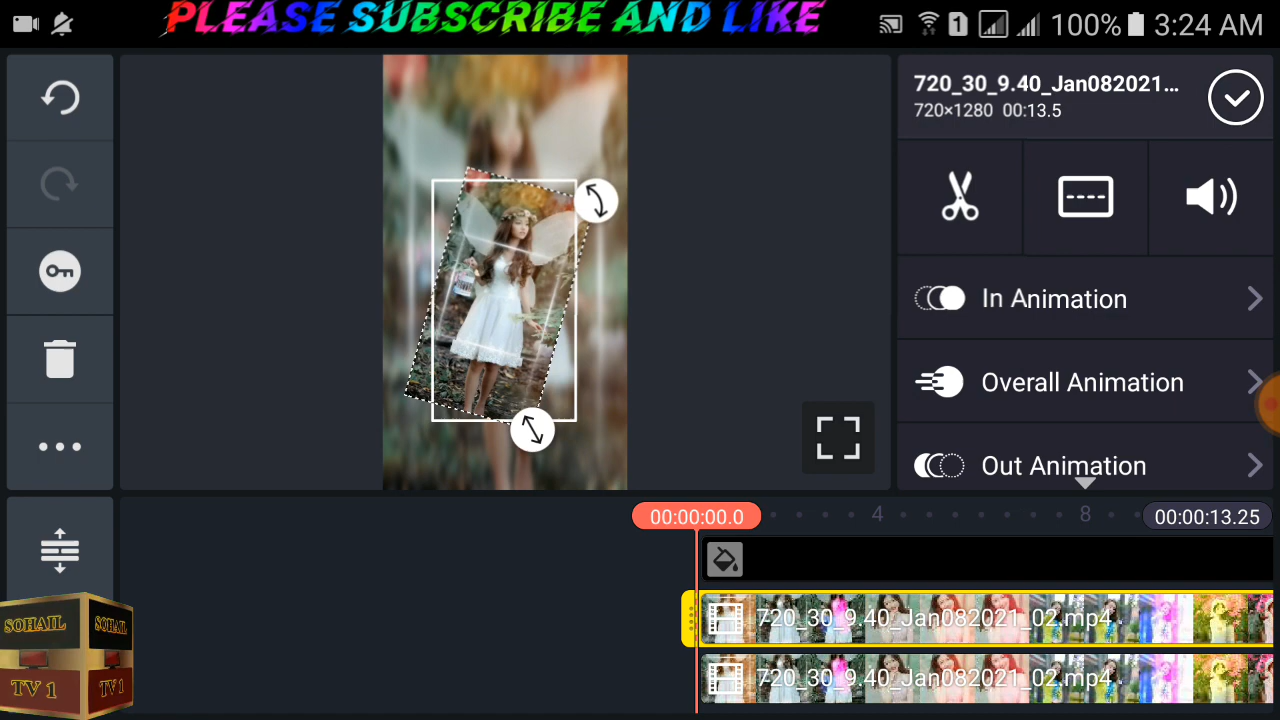 PLEASE SUBSCRIBE AND LIKE
1
100%
3:24 AM
720_30_9.40_Jan082021...
720×1280 00:13.5
In Animation
Overall Animation
Out Animation
00:00:00.0
4
8
00:00:13.25
720_30_9.40_Jan082021_02.mp4
720_30_9.40_Jan082021_02.mp4
SOHAIL
SOHAIL
TV 1
TV 1